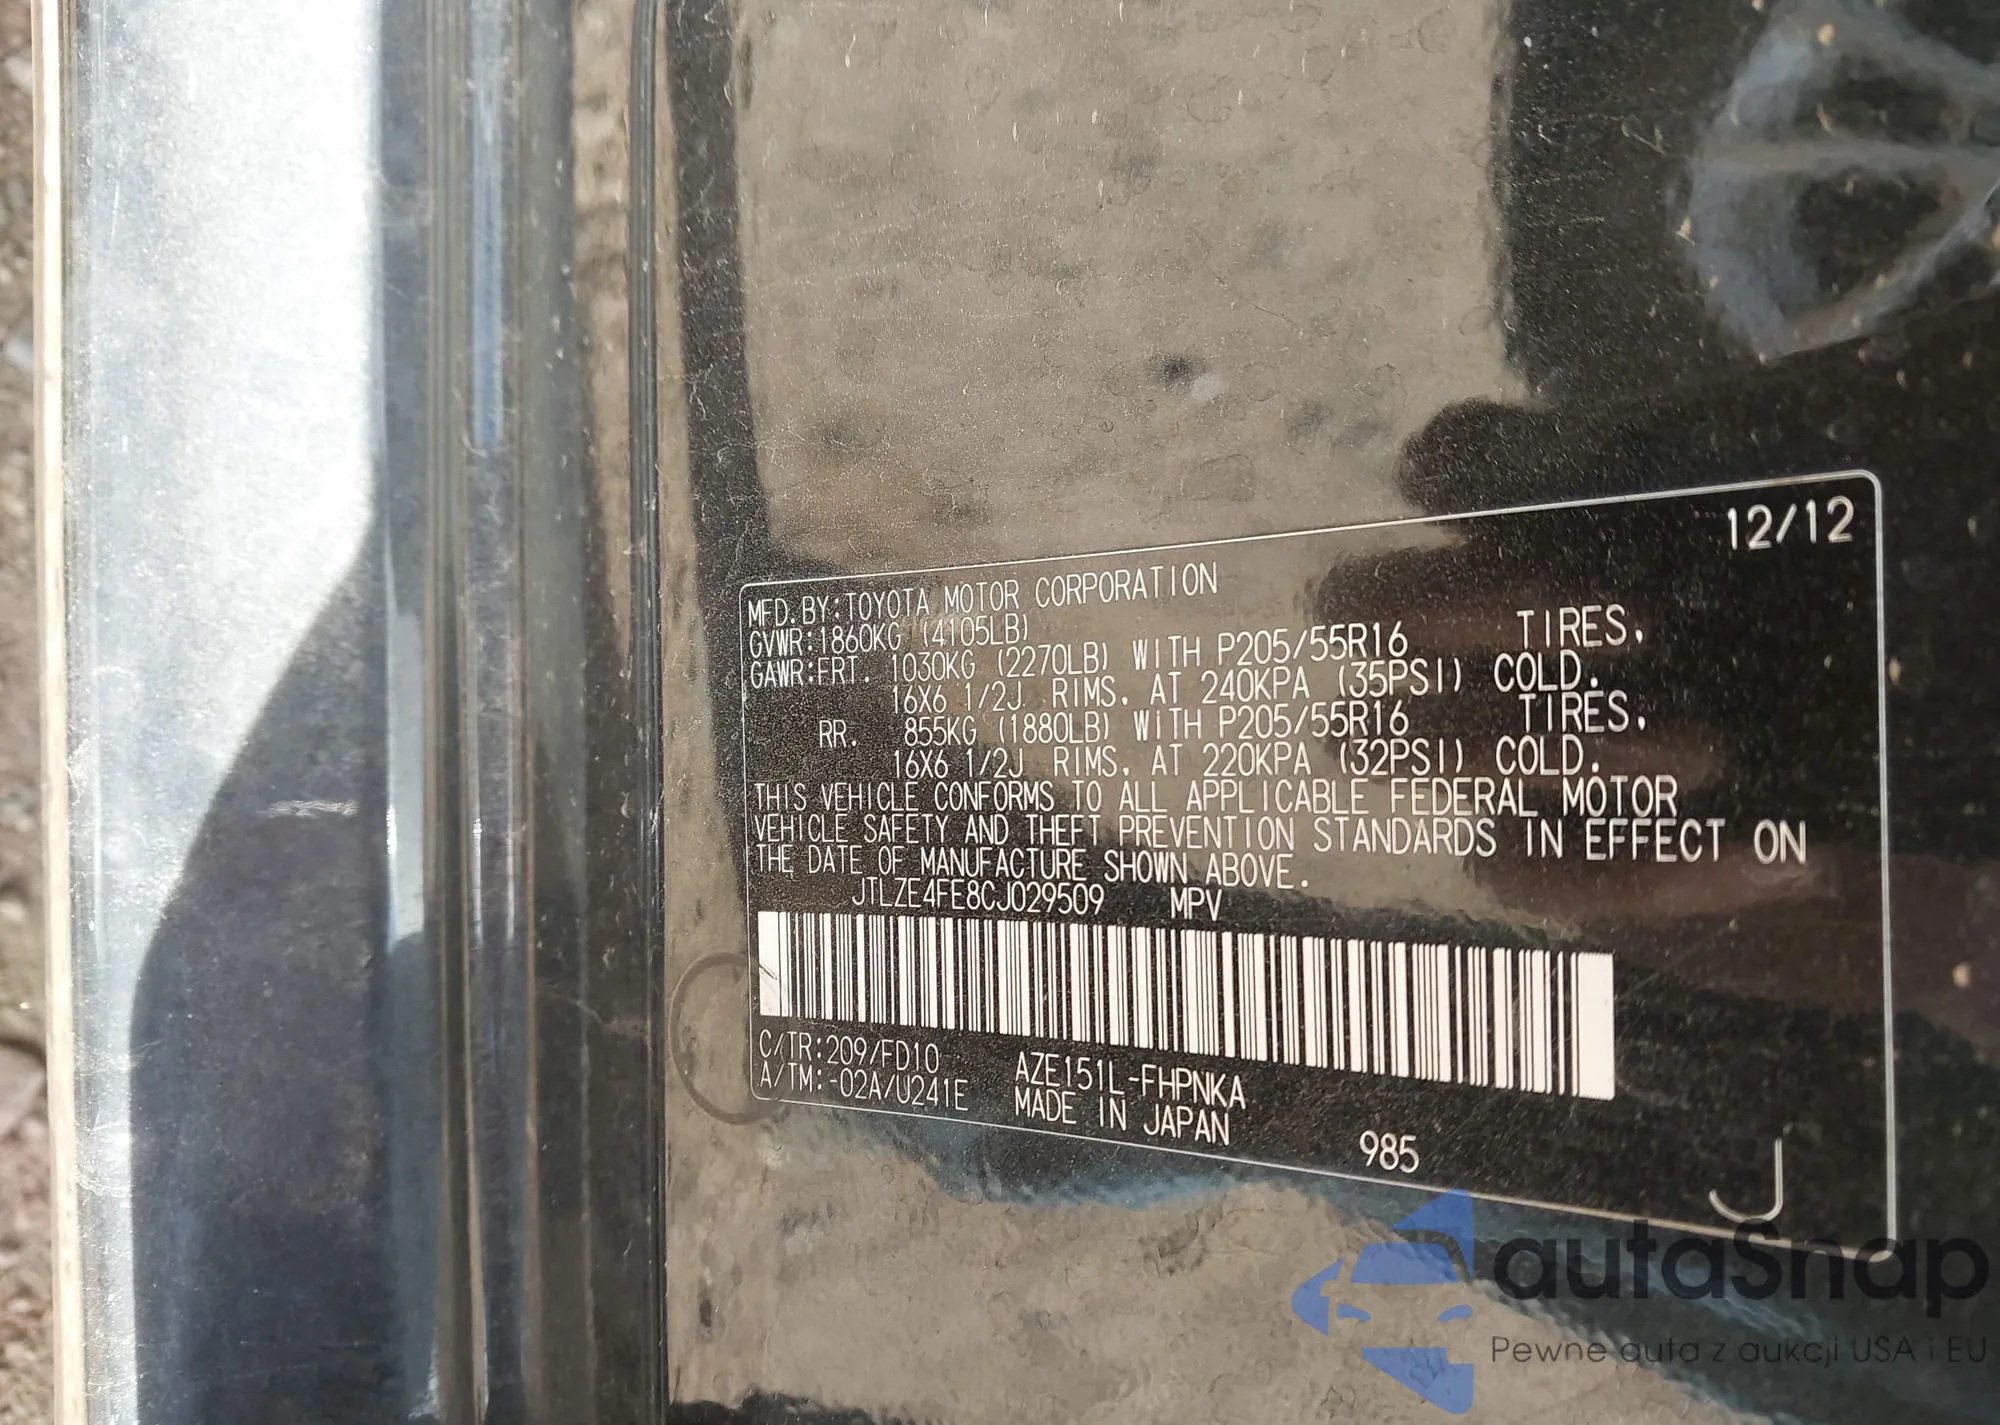 12/12
MFD.BY:TOYOTA MOTOR CORPORATION
GVWR:1860KG (4105LB)
GAWR:FRT. 1030KG (2270LB) WITH P205/55R16 TIRES,
16X6 1/2J RIMS, AT 240KPA (35PSI) COLD.
RR. 855KG (1880LB) WITH P205/55R16 TIRES,
16X6 1/2J RIMS, AT 220KPA (32PSI) COLD.
THIS VEHICLE CONFORMS TO ALL APPLICABLE FEDERAL MOTOR
VEHICLE SAFETY AND THEFT PREVENTION STANDARDS IN EFFECT ON
THE DATE OF MANUFACTURE SHOWN ABOVE.
JTLZE4FE8CJ029509 MPV
C/TR:209/FD10 AZE151L-FHPNKA
A/TM:-02A/U241E MADE IN JAPAN
985
J
autaSnap
Pewne auta z aukcji USA i EU